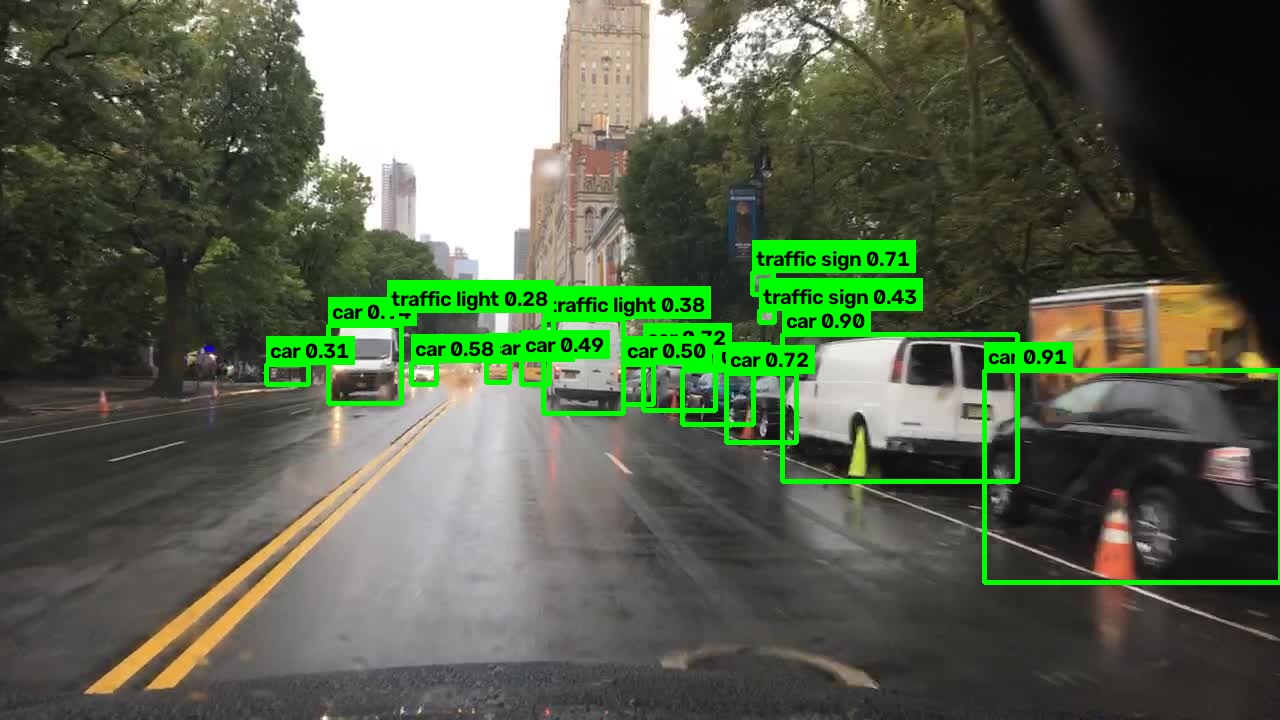 traffic sign 0.71
traffic light 0.28
traffic light 0.38
traffic sign 0.43
car 0.90
car 0.31
car 0.58
car 0.49
car 0.50
car 0.72
car 0.91